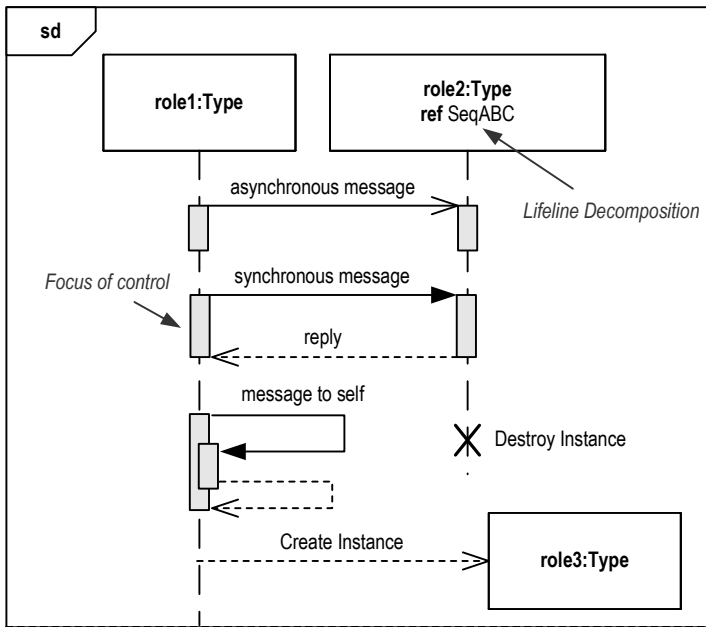 sd
role1:Type
role2:Type
ref SeqABC
asynchronous message
Lifeline Decomposition
Focus of control
synchronous message
reply
message to self
Destroy Instance
Create Instance
role3:Type